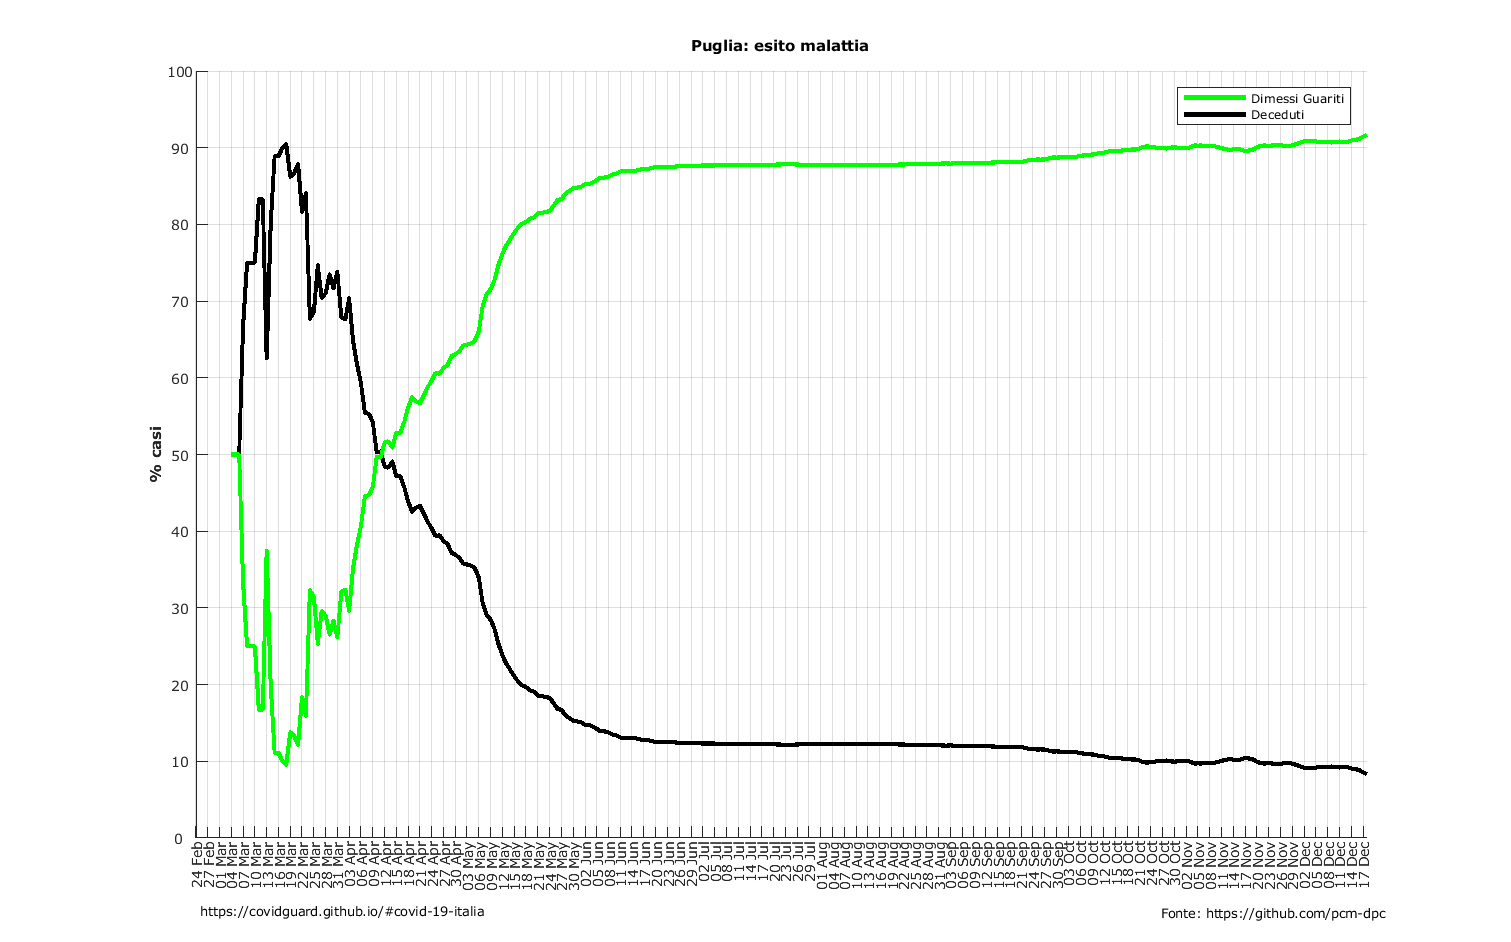 Puglia: esito malattia
Dimessi Guariti
Deceduti
% casi
100
90
80
70
60
50
40
30
20
10
0
24 Feb
27 Feb
01 Mar
04 Mar
07 Mar
10 Mar
13 Mar
16 Mar
19 Mar
22 Mar
25 Mar
28 Mar
31 Mar
03 Apr
06 Apr
09 Apr
12 Apr
15 Apr
18 Apr
21 Apr
24 Apr
27 Apr
30 Apr
03 May
06 May
09 May
12 May
15 May
18 May
21 May
24 May
27 May
30 May
02 Jun
05 Jun
08 Jun
11 Jun
14 Jun
17 Jun
20 Jun
23 Jun
26 Jun
29 Jun
02 Jul
05 Jul
08 Jul
11 Jul
14 Jul
17 Jul
20 Jul
23 Jul
26 Jul
29 Jul
01 Aug
04 Aug
07 Aug
10 Aug
13 Aug
16 Aug
19 Aug
22 Aug
25 Aug
28 Aug
31 Aug
03 Sep
06 Sep
09 Sep
12 Sep
15 Sep
18 Sep
21 Sep
24 Sep
27 Sep
30 Sep
03 Oct
06 Oct
09 Oct
12 Oct
15 Oct
18 Oct
21 Oct
24 Oct
27 Oct
30 Oct
02 Nov
05 Nov
08 Nov
11 Nov
14 Nov
17 Nov
20 Nov
23 Nov
26 Nov
29 Nov
02 Dec
05 Dec
08 Dec
11 Dec
14 Dec
17 Dec
https://covidguard.github.io/#covid-19-italia
Fonte: https://github.com/pcm-dpc